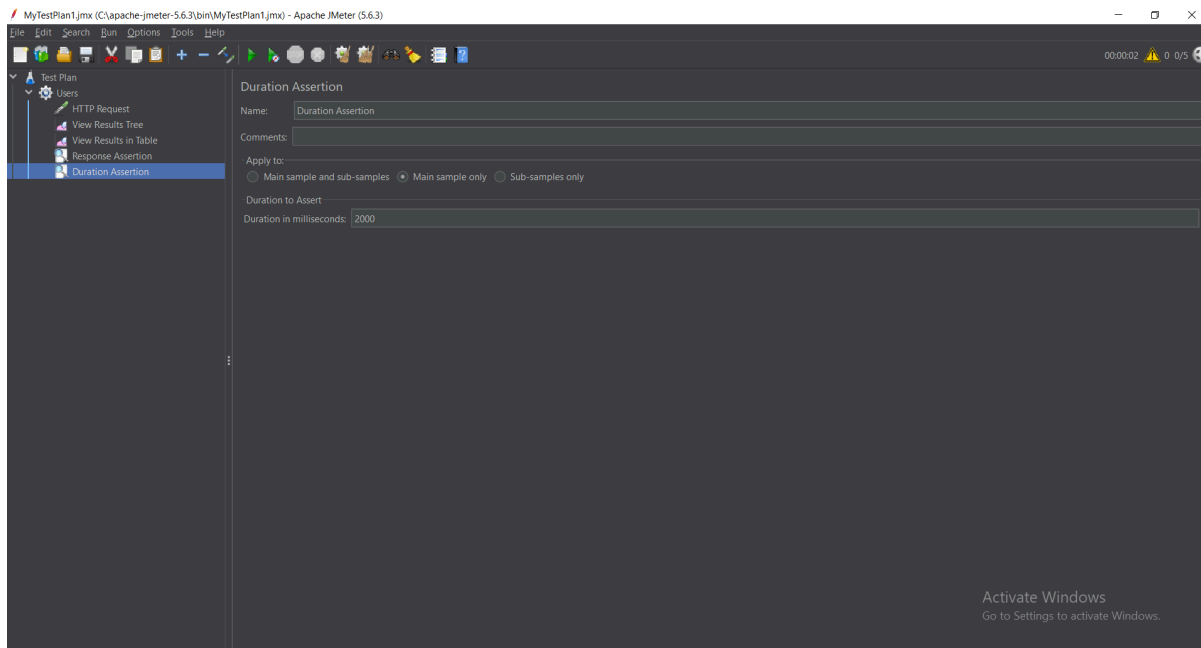 MyTestPlan1.jmx (C:\apache-jmeter-5.6.3\bin\MyTestPlan1.jmx) - Apache JMeter (5.6.3)
File Edit Search Run Options Tools Help
00:00:02 0 0/5
Test Plan
Users
HTTP Request
View Results Tree
View Results in Table
Response Assertion
Duration Assertion
Duration Assertion
Name: Duration Assertion
Comments:
Apply to:
Main sample and sub-samples Main sample only Sub-samples only
Duration to Assert
Duration in milliseconds: 2000
Activate Windows
Go to Settings to activate Windows.